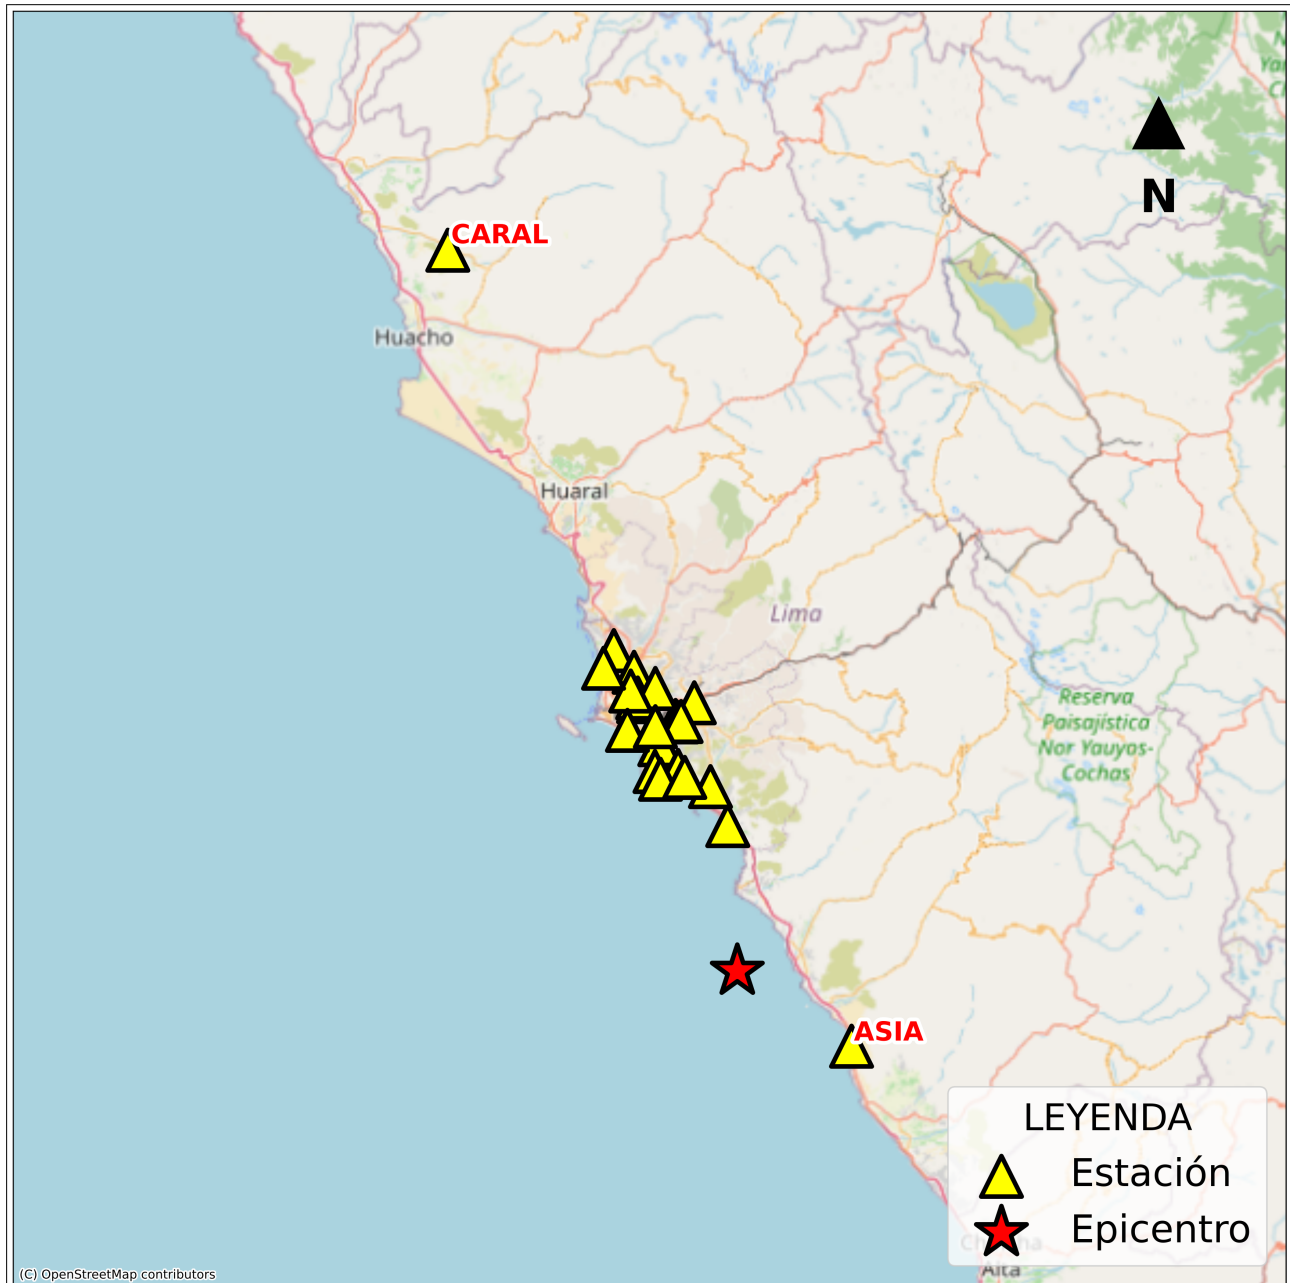 CARAL
N
Huacho
Huaral
Lima
Reserva
Paisajística
Nor Yauyos-
Cochas
ASIA
LEYENDA
Estación
Epicentro
Alta
(C) OpenStreetMap contributors